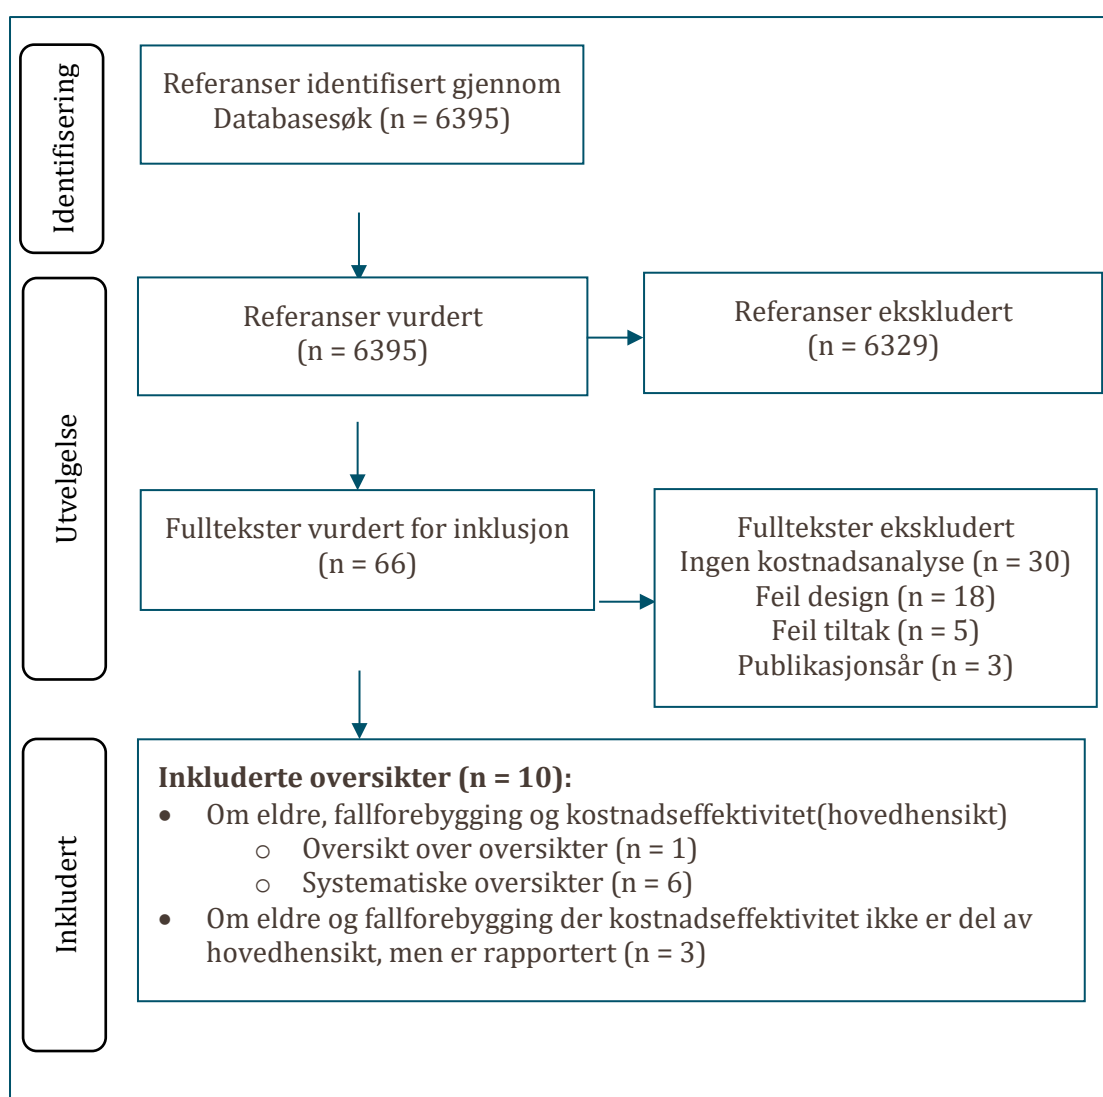 Identifisering
Referanser identifisert gjennom
Databasesøk (n = 6395)
Utvelgelse
Referanser vurdert
(n = 6395)
Referanser ekskludert
(n = 6329)
Fulltekster vurdert for inklusjon
(n = 66)
Fulltekster ekskludert
Ingen kostnadsanalyse (n = 30)
Feil design (n = 18)
Feil tiltak (n = 5)
Publikasjonsår (n = 3)
Inkludert
Inkluderte oversikter (n = 10):
• Om eldre, fallforebygging og kostnadseffektivitet(hovedhensikt)
o Oversikt over oversikter (n = 1)
o Systematiske oversikter (n = 6)
• Om eldre og fallforebygging der kostnadseffektivitet ikke er del av
hovedhensikt, men er rapportert (n = 3)